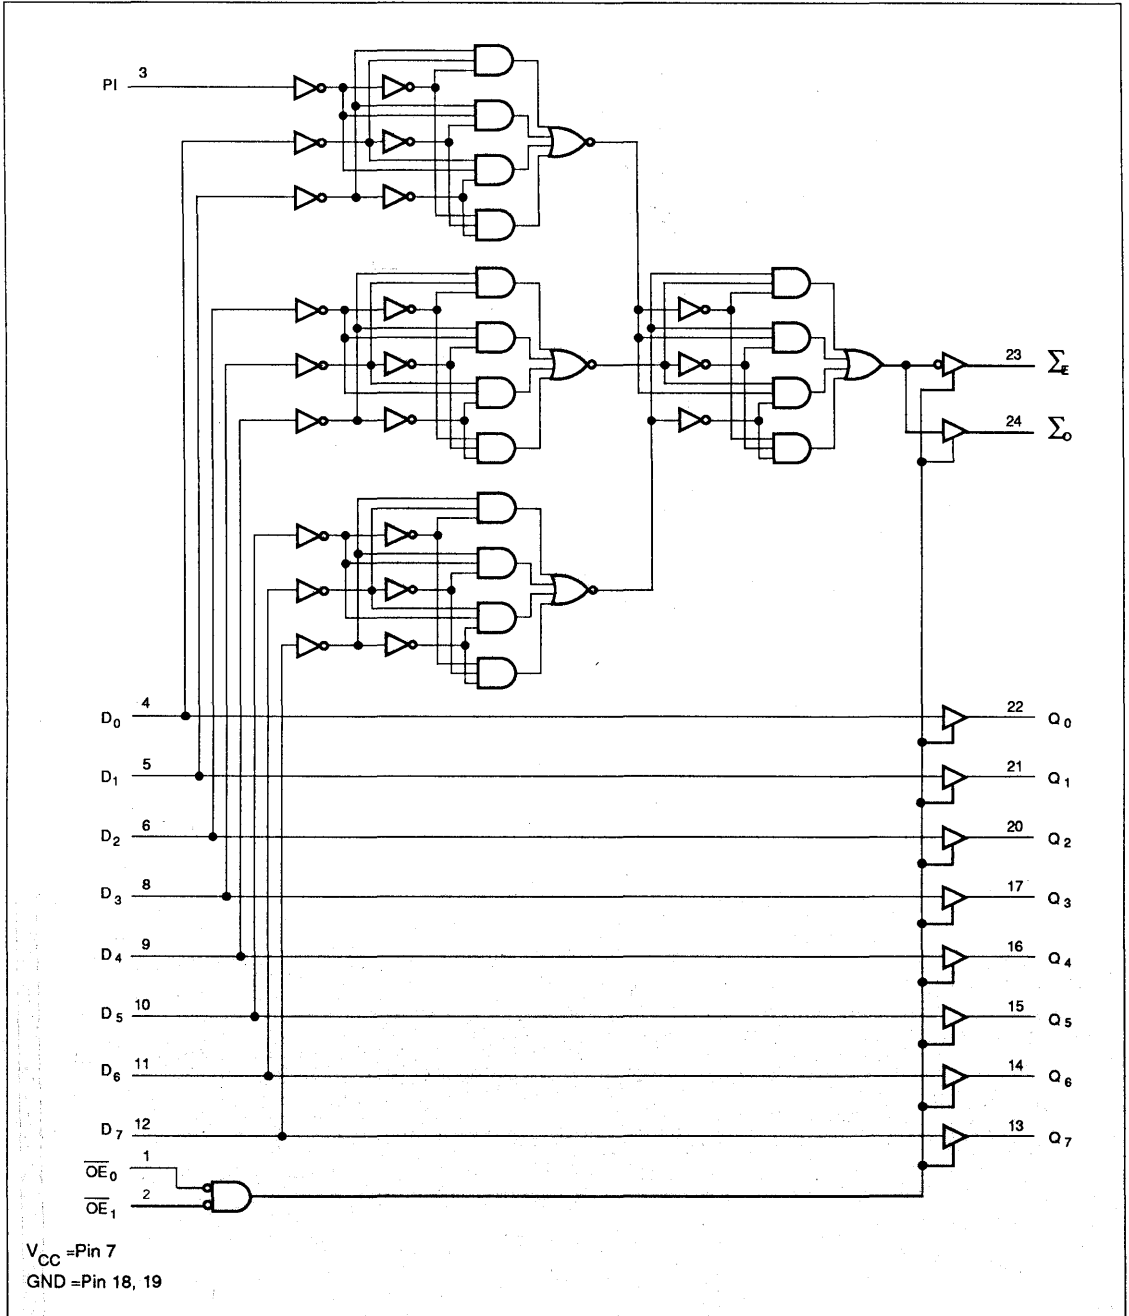 PI 3
23 ΣE
24 ΣO
D0 4 22 Q0
D1 5 21 Q1
D2 6 20 Q2
D3 8 17 Q3
D4 9 16 Q4
D5 10 15 Q5
D6 11 14 Q6
D7 12 13 Q7
OE0 1
OE1 2
VCC =Pin 7
GND =Pin 18, 19